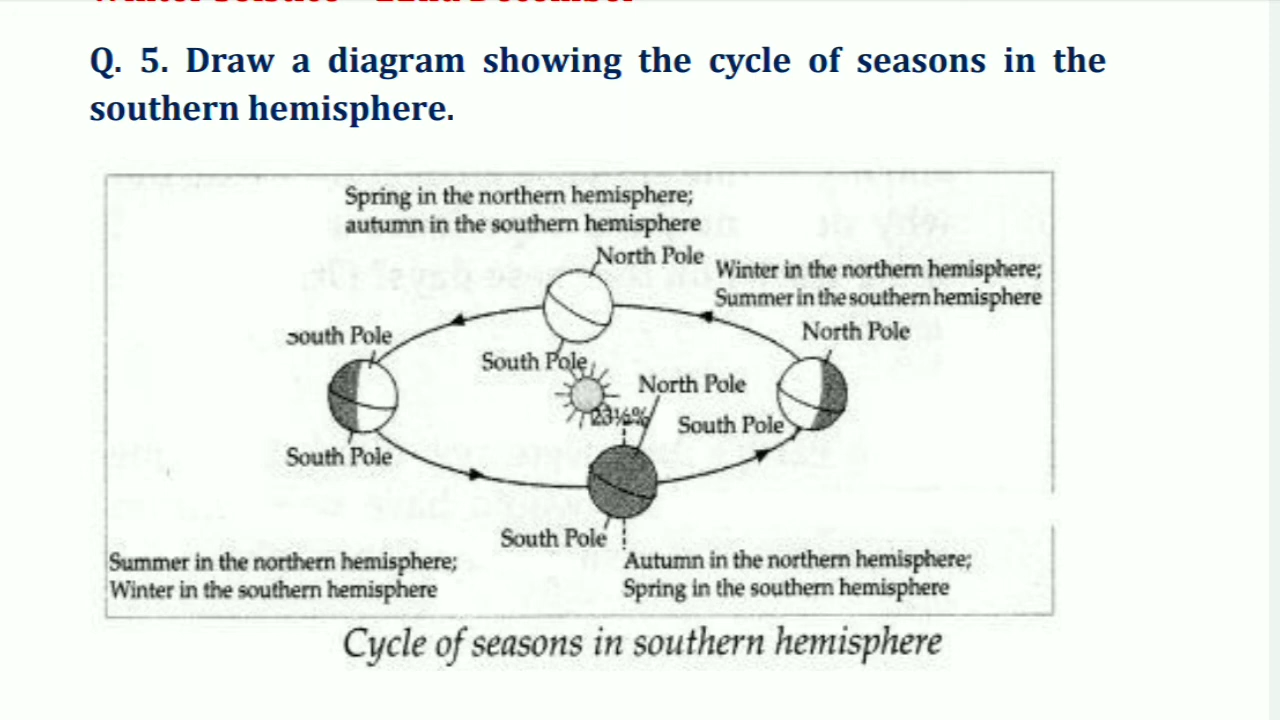 Winter Solstice – 22nd December
Q. 5. Draw a diagram showing the cycle of seasons in the
southern hemisphere.
Spring in the northern hemisphere;
autumn in the southern hemisphere
North Pole
Winter in the northern hemisphere;
Summer in the southern hemisphere
North Pole
South Pole
South Pole
North Pole
23½%
South Pole
South Pole
South Pole
Summer in the northern hemisphere;
Winter in the southern hemisphere
Autumn in the northern hemisphere;
Spring in the southern hemisphere
Cycle of seasons in southern hemisphere